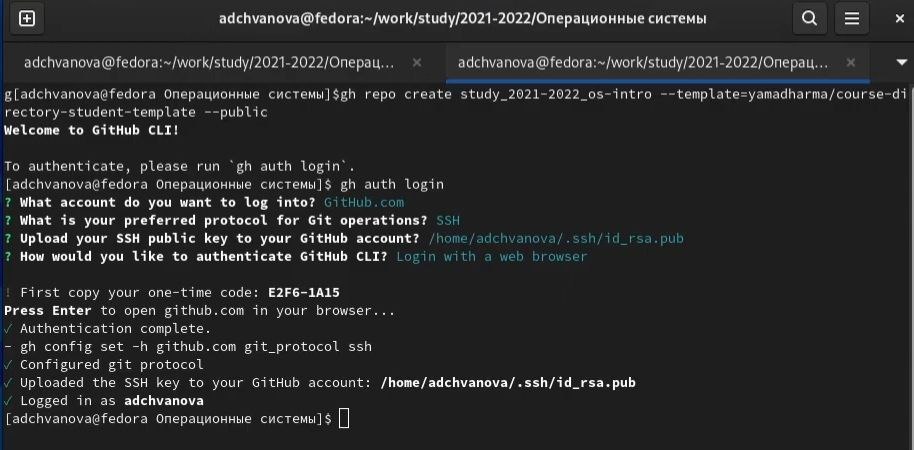 adchvanova@fedora:~/work/study/2021-2022/Операционные системы
adchvanova@fedora:~/work/study/2021-2022/Операц...
adchvanova@fedora:~/work/study/2021-2022/Операц...
g[adchvanova@fedora Операционные системы]$gh repo create study_2021-2022_os-intro --template=yamadharma/course-di
rectory-student-template --public
Welcome to GitHub CLI!
To authenticate, please run `gh auth login`.
[adchvanova@fedora Операционные системы]$ gh auth login
? What account do you want to log into? GitHub.com
? What is your preferred protocol for Git operations? SSH
? Upload your SSH public key to your GitHub account? /home/adchvanova/.ssh/id_rsa.pub
? How would you like to authenticate GitHub CLI? Login with a web browser
! First copy your one-time code: E2F6-1A15
Press Enter to open github.com in your browser...
✓ Authentication complete.
- gh config set -h github.com git_protocol ssh
✓ Configured git protocol
✓ Uploaded the SSH key to your GitHub account: /home/adchvanova/.ssh/id_rsa.pub
✓ Logged in as adchvanova
[adchvanova@fedora Операционные системы]$